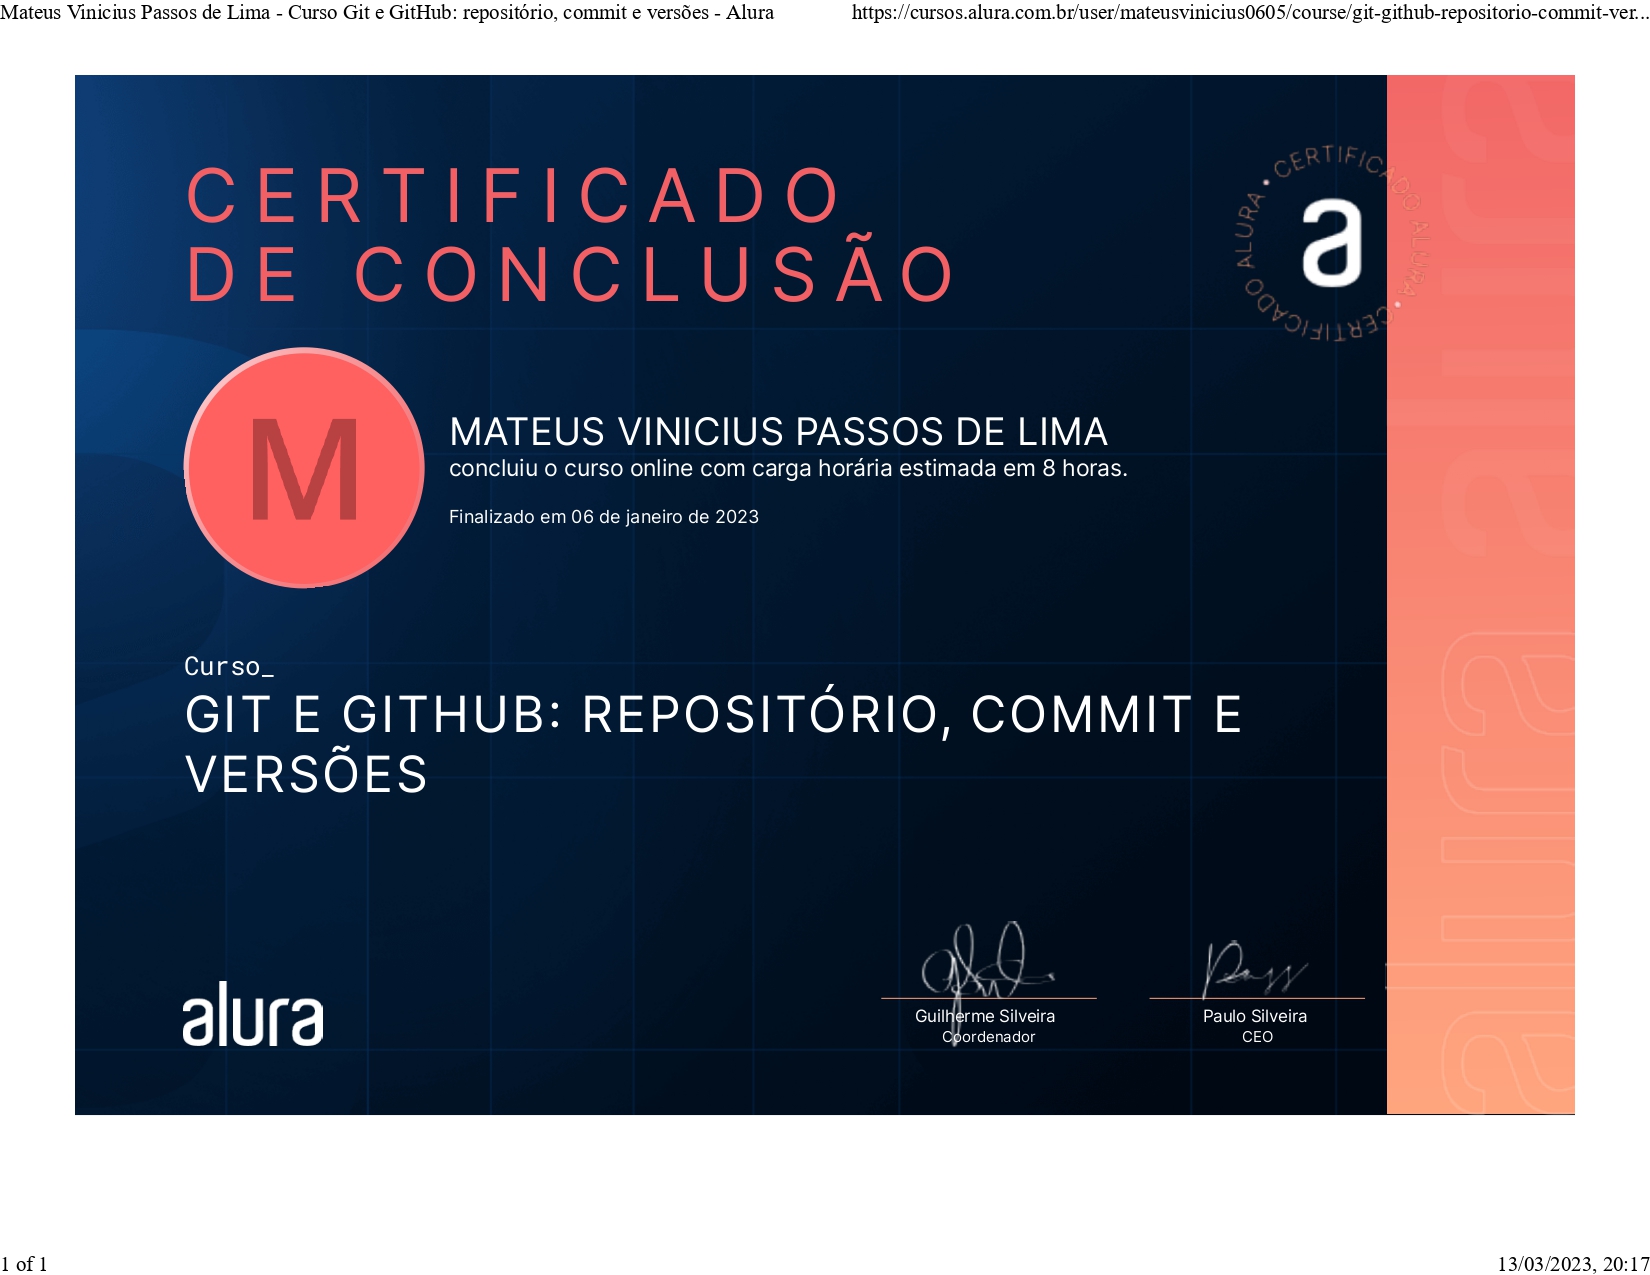 Mateus Vinicius Passos de Lima - Curso Git e GitHub: repositório, commit e versões - Alura
https://cursos.alura.com.br/user/mateusvinicius0605/course/git-github-repositorio-commit-ver...
CERTIFICADO
DE CONCLUSÃO
CERTIFICADO ALURA • CERTIFICADO ALURA •
a
M
MATEUS VINICIUS PASSOS DE LIMA
concluiu o curso online com carga horária estimada em 8 horas.
Finalizado em 06 de janeiro de 2023
Curso_
GIT E GITHUB: REPOSITÓRIO, COMMIT E
VERSÕES
alura
Guilherme Silveira
Coordenador
Paulo Silveira
CEO
alura alura
1 of 1
13/03/2023, 20:17